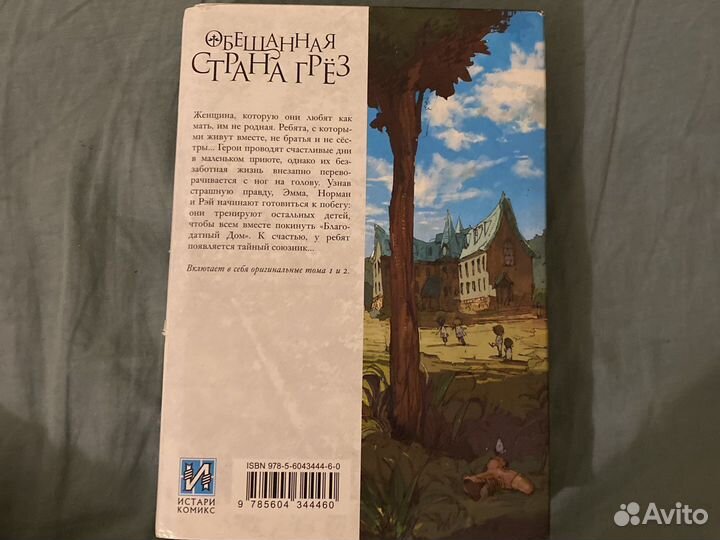 ОБЕЩАННАЯ
СТРАНА ГРЁЗ
Женщина, которую они любят как
мать, им не родная. Ребята, с которы-
ми живут вместе, не братья и не сёс-
тры... Герои проводят счастливые дни
в маленьком приюте, однако их без-
заботная жизнь внезапно перево-
рачивается с ног на голову. Узнав
страшную правду, Эмма, Норман
и Рэй начинают готовиться к побегу:
они тренируют остальных детей,
чтобы всем вместе покинуть «Благо-
датный Дом». К счастью, у ребят
появляется тайный союзник...
Включает в себя оригинальные тома 1 и 2.
ISBN 978-5-6043444-6-0
9 785604 344460
ИСТАРИ
КОМИКС
Avito